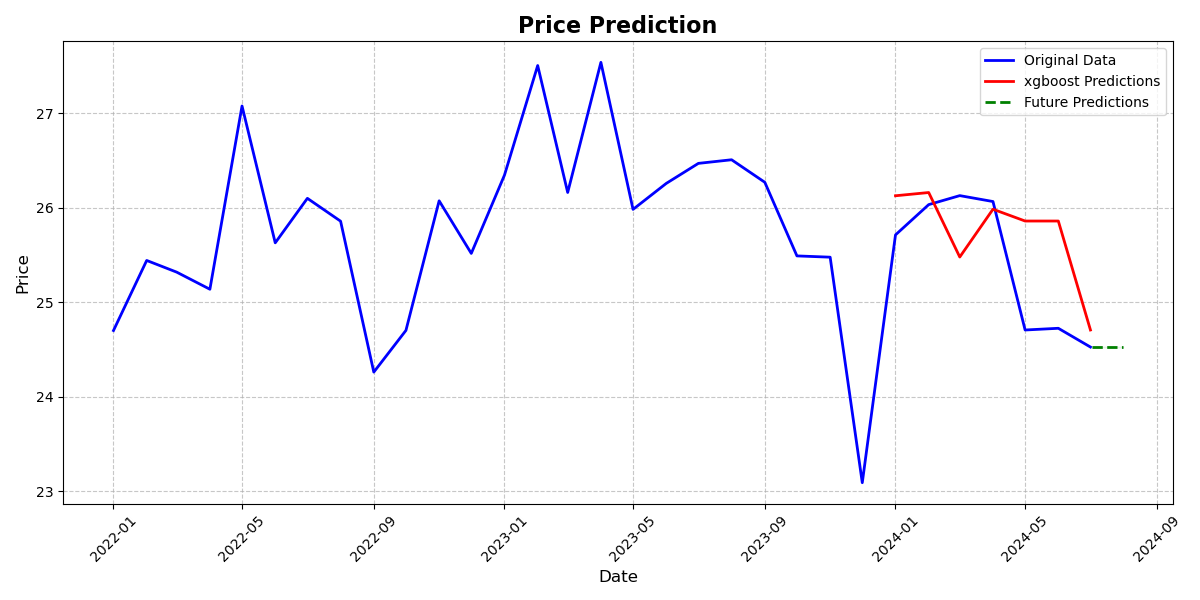 Price Prediction
Original Data
xgboost Predictions
Future Predictions
Price
27
26
25
24
23
2022-01
2022-05
2022-09
2023-01
2023-05
2023-09
2024-01
2024-05
2024-09
Date